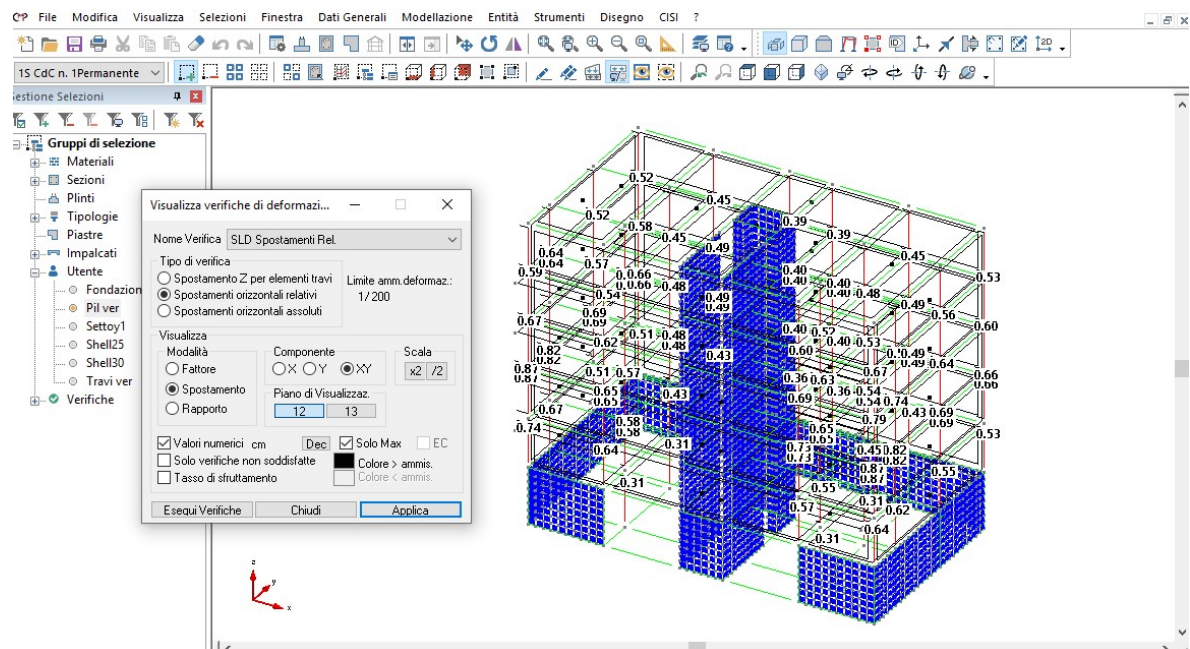 File Modifica Visualizza Selezioni Finestra Dati Generali Modellazione Entità Strumenti Disegno CISI ?
1S CdC n. 1Permanente
Gestione Selezioni
Gruppi di selezione
Materiali
Sezioni
Plinti
Tipologie
Piastre
Impalcati
Utente
Fondazion
Pil ver
Settoy1
Shell25
Shell30
Travi ver
Verifiche
Visualizza verifiche di deformazi...
Nome Verifica SLD Spostamenti Rel.
Tipo di verifica
Spostamento Z per elementi travi
Spostamenti orizzontali relativi
Spostamenti orizzontali assoluti
Limite amm.deformaz.:
1/200
Visualizza
Modalità
Fattore
Spostamento
Rapporto
Componente
X Y XY
Piano di Visualizzaz.
12 13
Scala
x2 /2
Valori numerici cm Dec Solo Max EC
Solo verifiche non soddisfatte Colore > ammis.
Tasso di sfruttamento Colore < ammis.
Esegui Verifiche Chiudi Applica
0.52
0.45
0.52
0.58
0.39
0.45
0.39
0.49
0.64
0.64
0.57
0.45
0.59
0.66
0.66
0.40
0.40
0.53
0.54
0.48
0.40
0.40
0.48
0.49
0.49
0.49
0.56
0.67
0.69
0.69
0.60
0.62
0.51
0.48
0.48
0.40
0.52
0.40
0.53
0.82
0.82
0.43
0.60
0.49
0.49
0.64
0.87
0.87
0.51
0.57
0.36
0.63
0.67
0.66
0.66
0.65
0.65
0.43
0.69
0.36
0.54
0.54
0.74
0.67
0.79
0.43
0.69
0.69
0.74
0.58
0.58
0.65
0.65
0.53
0.64
0.31
0.73
0.73
0.45
0.82
0.82
0.87
0.87
0.55
0.31
0.55
0.57
0.31
0.62
0.64
0.31
z
y
x